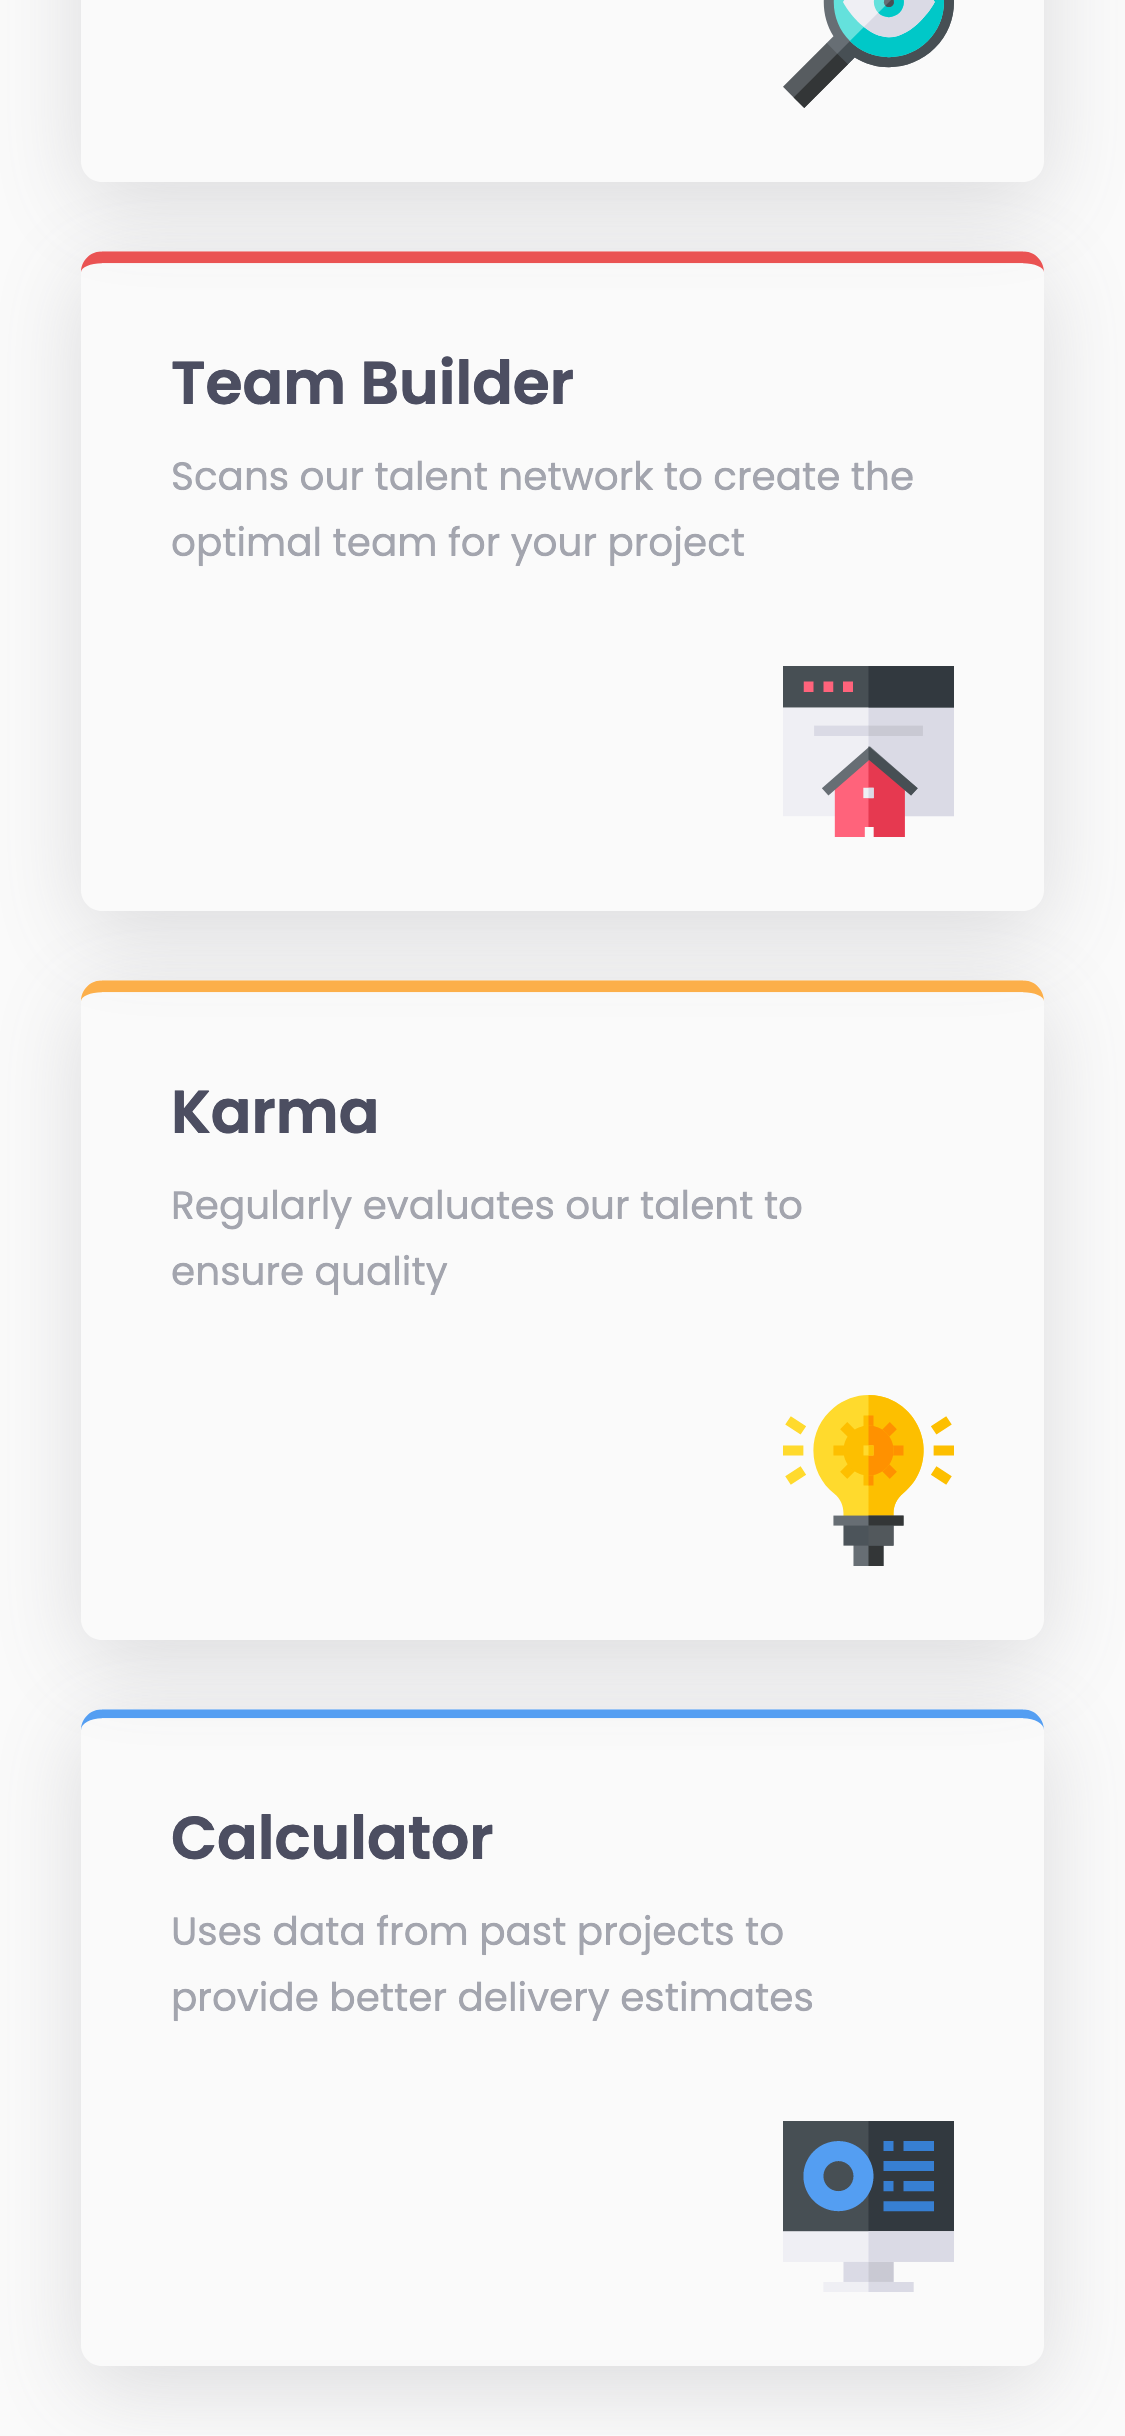 Team Builder
Scans our talent network to create the
optimal team for your project
Karma
Regularly evaluates our talent to
ensure quality
Calculator
Uses data from past projects to
provide better delivery estimates